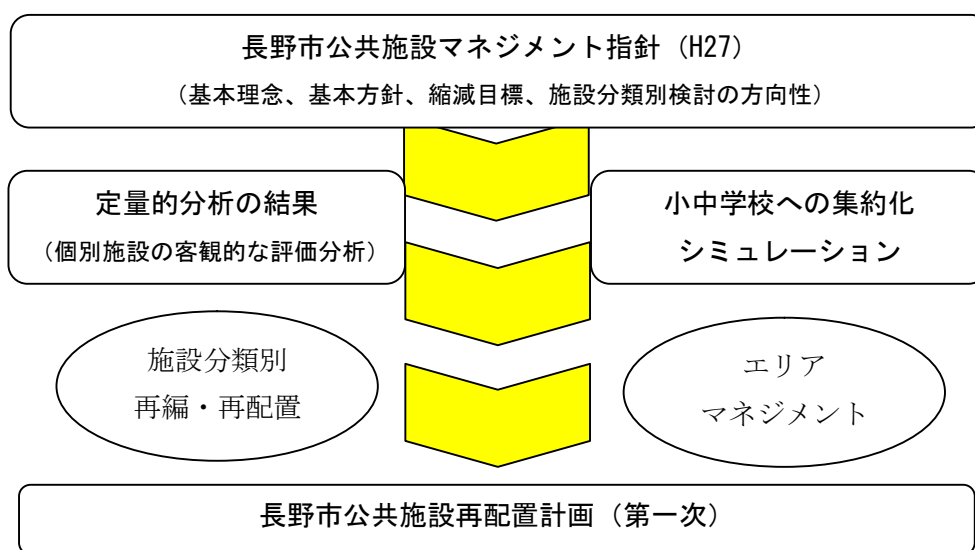 長野市公共施設マネジメント指針（H27）
（基本理念、基本方針、縮減目標、施設分類別検討の方向性）
定量的分析の結果
（個別施設の客観的な評価分析）
小中学校への集約化
シミュレーション
施設分類別
再編・再配置
エリア
マネジメント
長野市公共施設再配置計画（第一次）